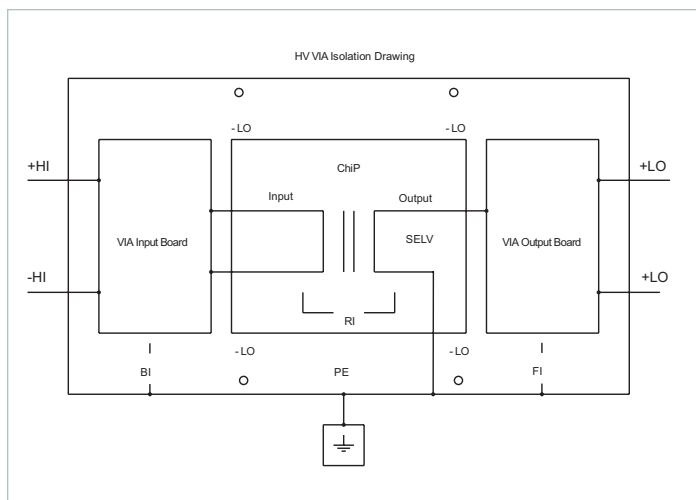 HV VIA Isolation Drawing
-LO
-LO
ChiP
+HI
+LO
Input
Output
VIA Input Board
SELV
VIA Output Board
-HI
+LO
RI
-LO
-LO
BI
PE
FI